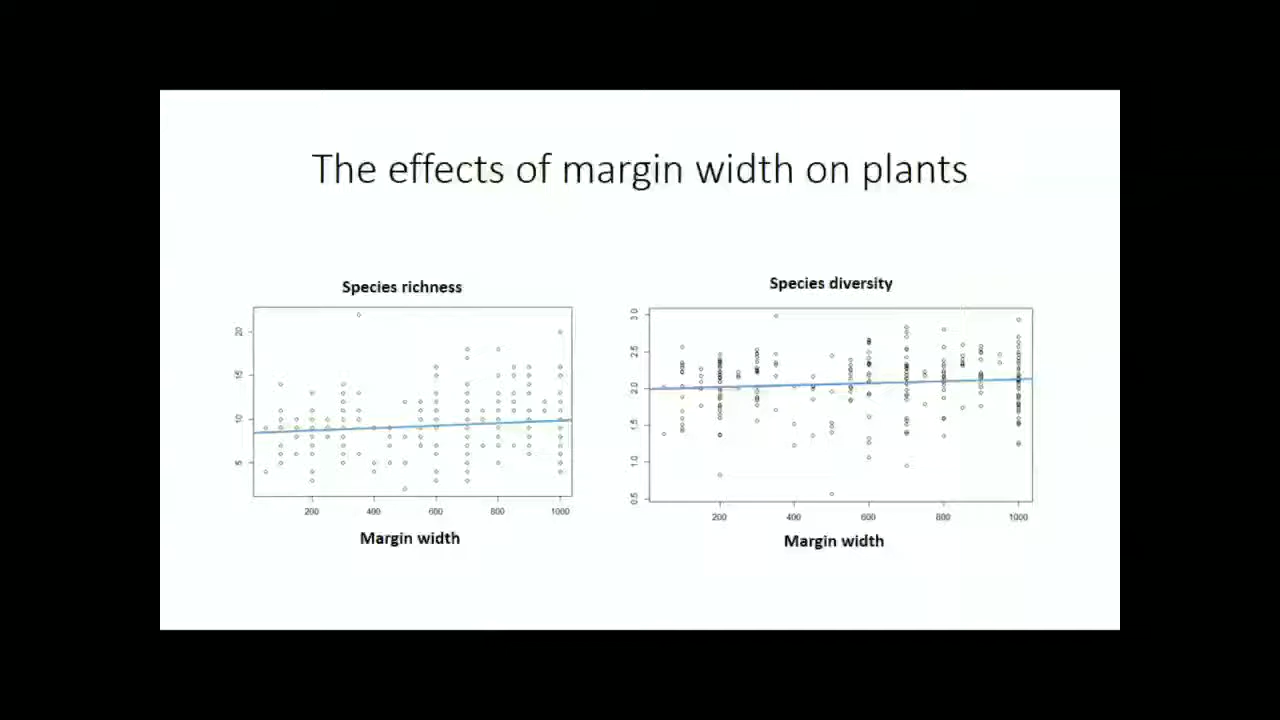 The effects of margin width on plants
Species richness
20
15
10
5
200 400 600 800 1000
Margin width
Species diversity
3.0
2.5
2.0
1.5
1.0
0.5
200 400 600 800 1000
Margin width